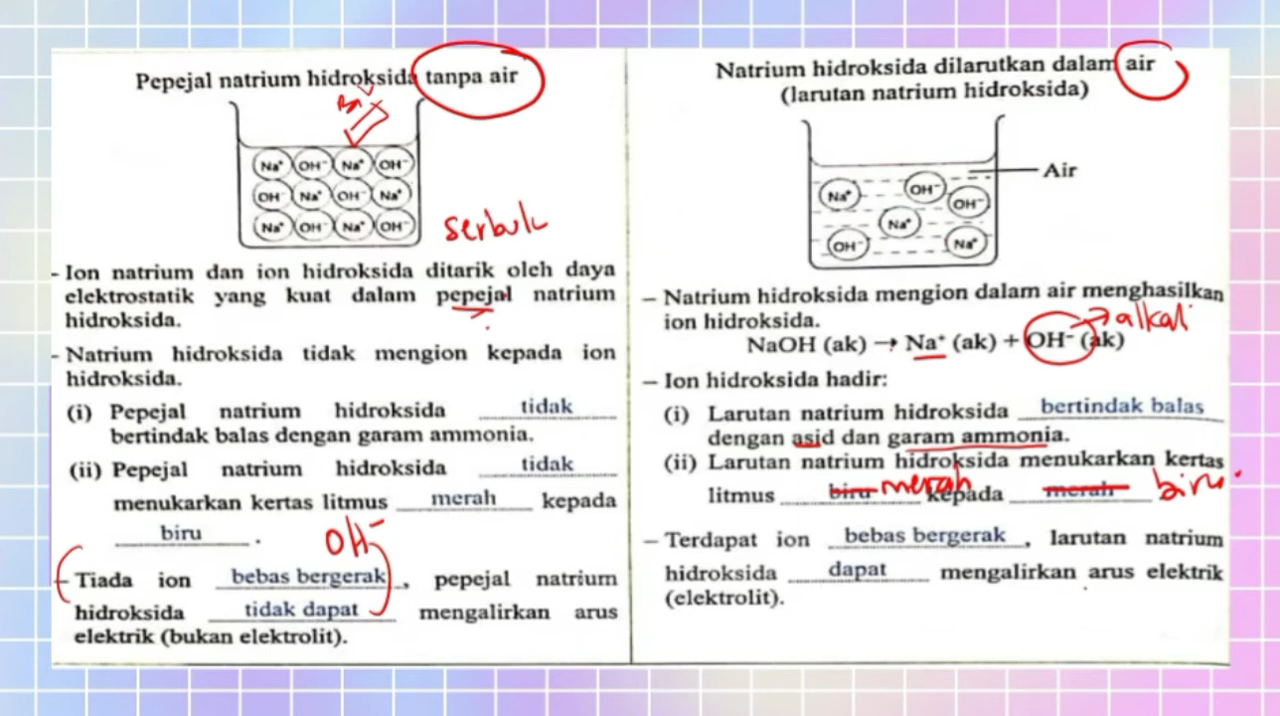 Pepejal natrium hidroksida tanpa air
Na⁺ OH⁻ Na⁺ OH⁻
OH⁻ Na⁺ OH⁻ Na⁺
Na⁺ OH⁻ Na⁺ OH⁻
serbuk
- Ion natrium dan ion hidroksida ditarik oleh daya
elektrostatik yang kuat dalam pepejal natrium
hidroksida.
- Natrium hidroksida tidak mengion kepada ion
hidroksida.
(i) Pepejal natrium hidroksida tidak
bertindak balas dengan garam ammonia.
(ii) Pepejal natrium hidroksida tidak
menukarkan kertas litmus merah kepada
biru .
OH⁻
- Tiada ion bebas bergerak , pepejal natrium
hidroksida tidak dapat mengalirkan arus
elektrik (bukan elektrolit).
Natrium hidroksida dilarutkan dalam air
(larutan natrium hidroksida)
Air
Na⁺ OH⁻ OH⁻
Na⁺
OH⁻ Na⁺
– Natrium hidroksida mengion dalam air menghasilkan
ion hidroksida. → alkali
NaOH (ak) → Na⁺ (ak) + OH⁻ (ak)
– Ion hidroksida hadir:
(i) Larutan natrium hidroksida bertindak balas
dengan asid dan garam ammonia.
(ii) Larutan natrium hidroksida menukarkan kertas
litmus biru merah kepada merah biru.
– Terdapat ion bebas bergerak , larutan natrium
hidroksida dapat mengalirkan arus elektrik
(elektrolit).